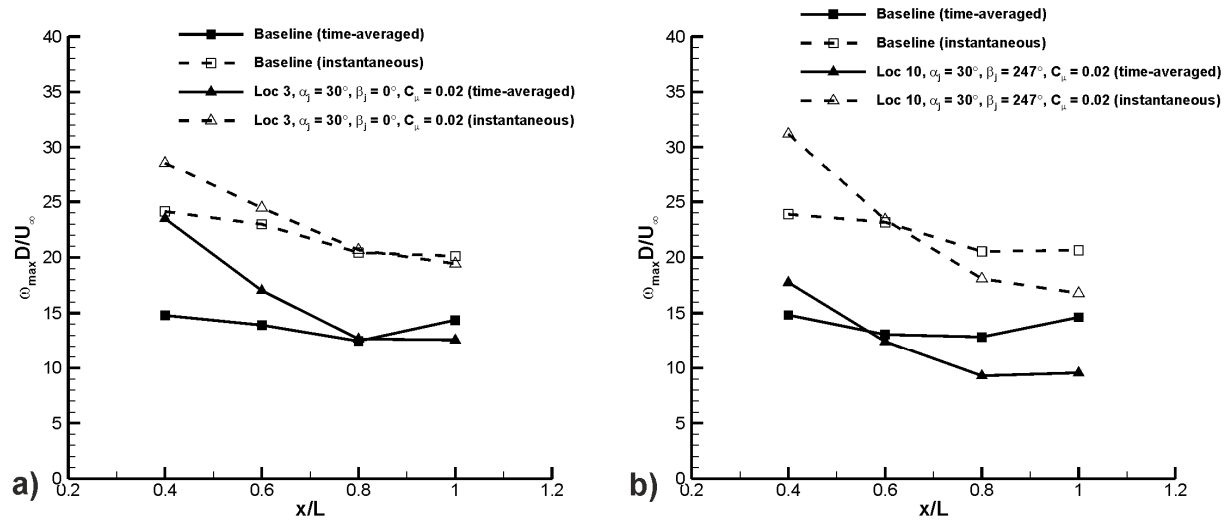 Baseline (time-averaged)
Baseline (instantaneous)
Loc 3, αj = 30°, βj = 0°, Cμ = 0.02 (time-averaged)
Loc 3, αj = 30°, βj = 0°, Cμ = 0.02 (instantaneous)
40
35
30
25
20
15
10
5
0
ωmaxD/U∞
0.2 0.4 0.6 0.8 1 1.2
x/L
a)
Baseline (time-averaged)
Baseline (instantaneous)
Loc 10, αj = 30°, βj = 247°, Cμ = 0.02 (time-averaged)
Loc 10, αj = 30°, βj = 247°, Cμ = 0.02 (instantaneous)
40
35
30
25
20
15
10
5
0
ωmaxD/U∞
0.2 0.4 0.6 0.8 1 1.2
x/L
b)